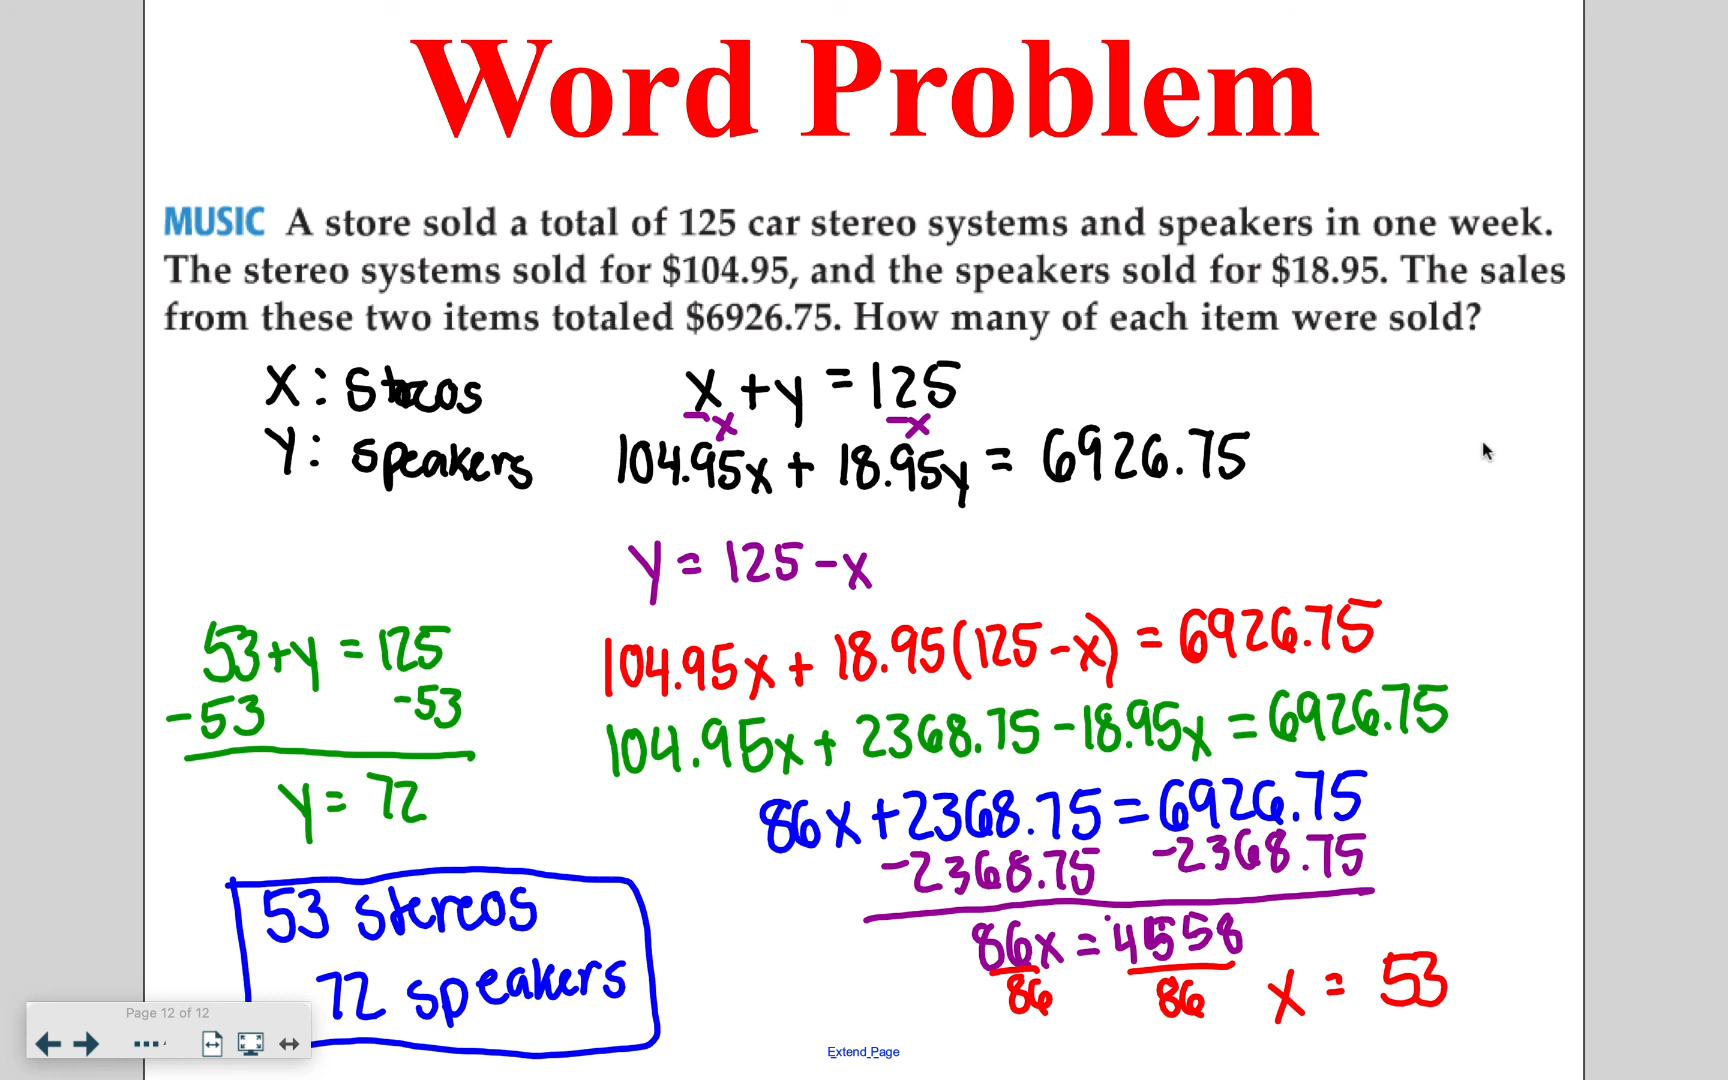 Word Problem
MUSIC A store sold a total of 125 car stereo systems and speakers in one week.
The stereo systems sold for $104.95, and the speakers sold for $18.95. The sales
from these two items totaled $6926.75. How many of each item were sold?
X: Stereos
x + y = 125
-x -x
Y: speakers
104.95x + 18.95y = 6926.75
y = 125 - x
104.95x + 18.95(125 - x) = 6926.75
104.95x + 2368.75 - 18.95x = 6926.75
86x + 2368.75 = 6926.75
-2368.75 -2368.75
86x = 4558
86 86
x = 53
53 + y = 125
-53 -53
y = 72
53 stereos
72 speakers
Page 12 of 12
Extend Page